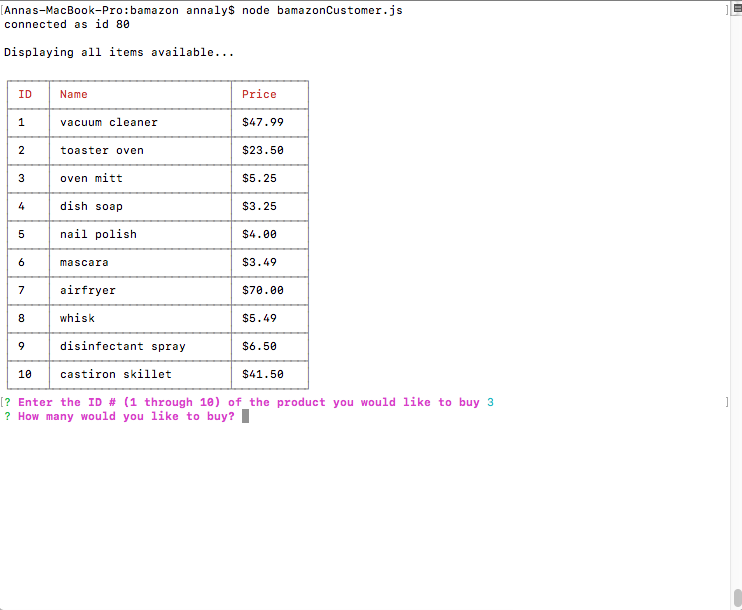 [Annas-MacBook-Pro:bamazon annaly$ node bamazonCustomer.js ]
connected as id 80
Displaying all items available...
ID Name Price
1 vacuum cleaner $47.99
2 toaster oven $23.50
3 oven mitt $5.25
4 dish soap $3.25
5 nail polish $4.00
6 mascara $3.49
7 airfryer $70.00
8 whisk $5.49
9 disinfectant spray $6.50
10 castiron skillet $41.50
[? Enter the ID # (1 through 10) of the product you would like to buy 3 ]
? How many would you like to buy?